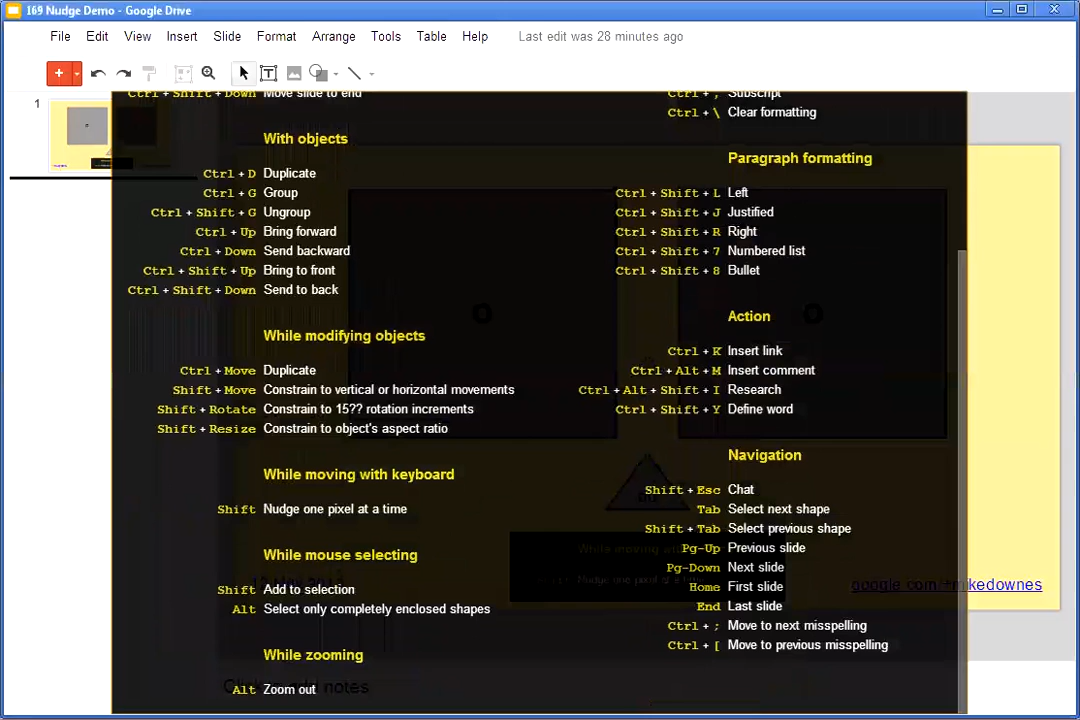 169 Nudge Demo - Google Drive
File Edit View Insert Slide Format Arrange Tools Table Help Last edit was 28 minutes ago
1
Ctrl + Shift + Down Move slide to end
With objects
Ctrl + D Duplicate
Ctrl + G Group
Ctrl + Shift + G Ungroup
Ctrl + Up Bring forward
Ctrl + Down Send backward
Ctrl + Shift + Up Bring to front
Ctrl + Shift + Down Send to back
While modifying objects
Ctrl + Move Duplicate
Shift + Move Constrain to vertical or horizontal movements
Shift + Rotate Constrain to 15?? rotation increments
Shift + Resize Constrain to object's aspect ratio
While moving with keyboard
Shift Nudge one pixel at a time
While mouse selecting
Shift Add to selection
Alt Select only completely enclosed shapes
While zooming
Alt Zoom out
Ctrl + , Subscript
Ctrl + \ Clear formatting
Paragraph formatting
Ctrl + Shift + L Left
Ctrl + Shift + J Justified
Ctrl + Shift + R Right
Ctrl + Shift + 7 Numbered list
Ctrl + Shift + 8 Bullet
Action
Ctrl + K Insert link
Ctrl + Alt + M Insert comment
Ctrl + Alt + Shift + I Research
Ctrl + Shift + Y Define word
Navigation
Shift + Esc Chat
Tab Select next shape
Shift + Tab Select previous shape
Pg-Up Previous slide
Pg-Down Next slide
Home First slide
End Last slide
Ctrl + ; Move to next misspelling
Ctrl + [ Move to previous misspelling
google.com/+mikedownes
Click to add notes